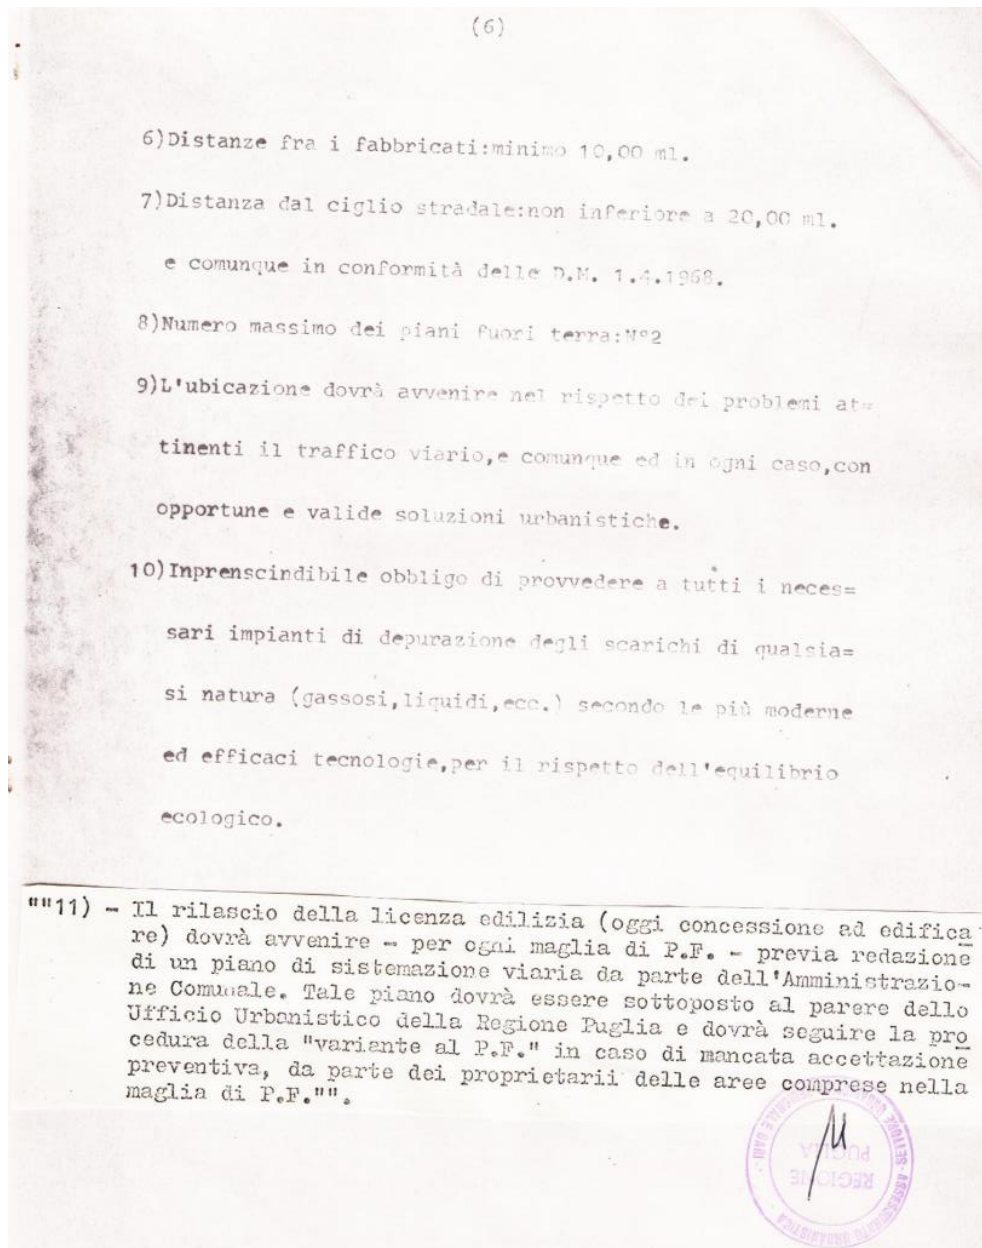 (6)
6)Distanze fra i fabbricati:minimo 10,00 ml.
7)Distanza dal ciglio stradale:non inferiore a 20,00 ml.
e comunque in conformità delle D.M. 1.4.1968.
8)Numero massimo dei piani fuori terra:N°2
9)L'ubicazione dovrà avvenire nel rispetto dei problemi at=
tinenti il traffico viario,e comunque ed in ogni caso,con
opportune e valide soluzioni urbanistiche.
10)Inprenscindibile obbligo di provvedere a tutti i neces=
sari impianti di depurazione degli scarichi di qualsia=
si natura (gassosi,liquidi,ecc.) secondo le più moderne
ed efficaci tecnologie,per il rispetto dell'equilibrio
ecologico.
""11) - Il rilascio della licenza edilizia (oggi concessione ad edifica
re) dovrà avvenire - per ogni maglia di P.F. - previa redazione
di un piano di sistemazione viaria da parte dell'Amministrazio-
ne Comunale. Tale piano dovrà essere sottoposto al parere dello
Ufficio Urbanistico della Regione Puglia e dovrà seguire la pro
cedura della "variante al P.F." in caso di mancata accettazione
preventiva, da parte dei proprietarii delle aree comprese nella
maglia di P.F."".
REGIONE
PUGLIA
ASSESSORATO URBANISTICA
SETTORE